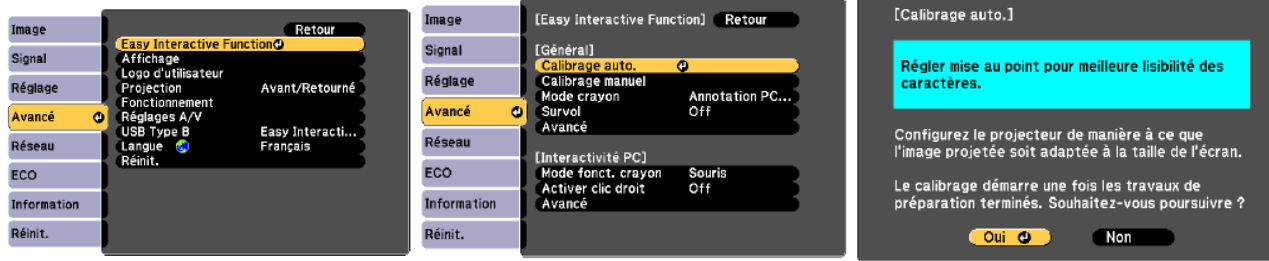 Image
Signal
Réglage
Avancé
Réseau
ECO
Information
Réinit.
Retour
Easy Interactive Function
Affichage
Logo d'utilisateur
Projection Avant/Retourné
Fonctionnement
Réglages A/V
USB Type B Easy Interacti...
Langue Français
Réinit.
Image
Signal
Réglage
Avancé
Réseau
ECO
Information
Réinit.
[Easy Interactive Function] Retour
[Général]
Calibrage auto.
Calibrage manuel
Mode crayon Annotation PC...
Survol Off
Avancé
[Interactivité PC]
Mode fonct. crayon Souris
Activer clic droit Off
Avancé
[Calibrage auto.]
Régler mise au point pour meilleure lisibilité des
caractères.
Configurez le projecteur de manière à ce que
l'image projetée soit adaptée à la taille de l'écran.
Le calibrage démarre une fois les travaux de
préparation terminés. Souhaitez-vous poursuivre ?
Oui Non